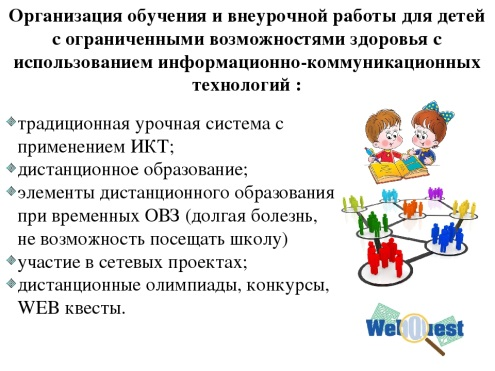 Организация обучения и внеурочной работы для детей
с ограниченными возможностями здоровья с
использованием информационно-коммуникационных
технологий :
традиционная урочная система с
применением ИКТ;
дистанционное образование;
элементы дистанционного образования
при временных ОВЗ (долгая болезнь,
не возможность посещать школу)
участие в сетевых проектах;
дистанционные олимпиады, конкурсы,
WEB квесты.
WebQuest